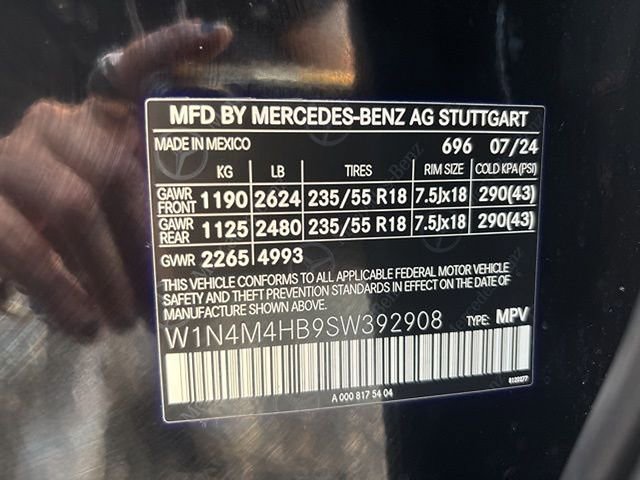 MFD BY MERCEDES-BENZ AG STUTTGART
MADE IN MEXICO 696 07/24
KG LB TIRES RIM SIZE COLD KPA(PSI)
GAWR FRONT 1190 2624 235/55 R18 7.5Jx18 290(43)
GAWR REAR 1125 2480 235/55 R18 7.5Jx18 290(43)
GVWR 2265 4993
THIS VEHICLE CONFORMS TO ALL APPLICABLE FEDERAL MOTOR VEHICLE
SAFETY AND THEFT PREVENTION STANDARDS IN EFFECT ON THE DATE OF
MANUFACTURE SHOWN ABOVE.
W1N4M4HB9SW392908 TYPE: MPV
A 000 817 54 04